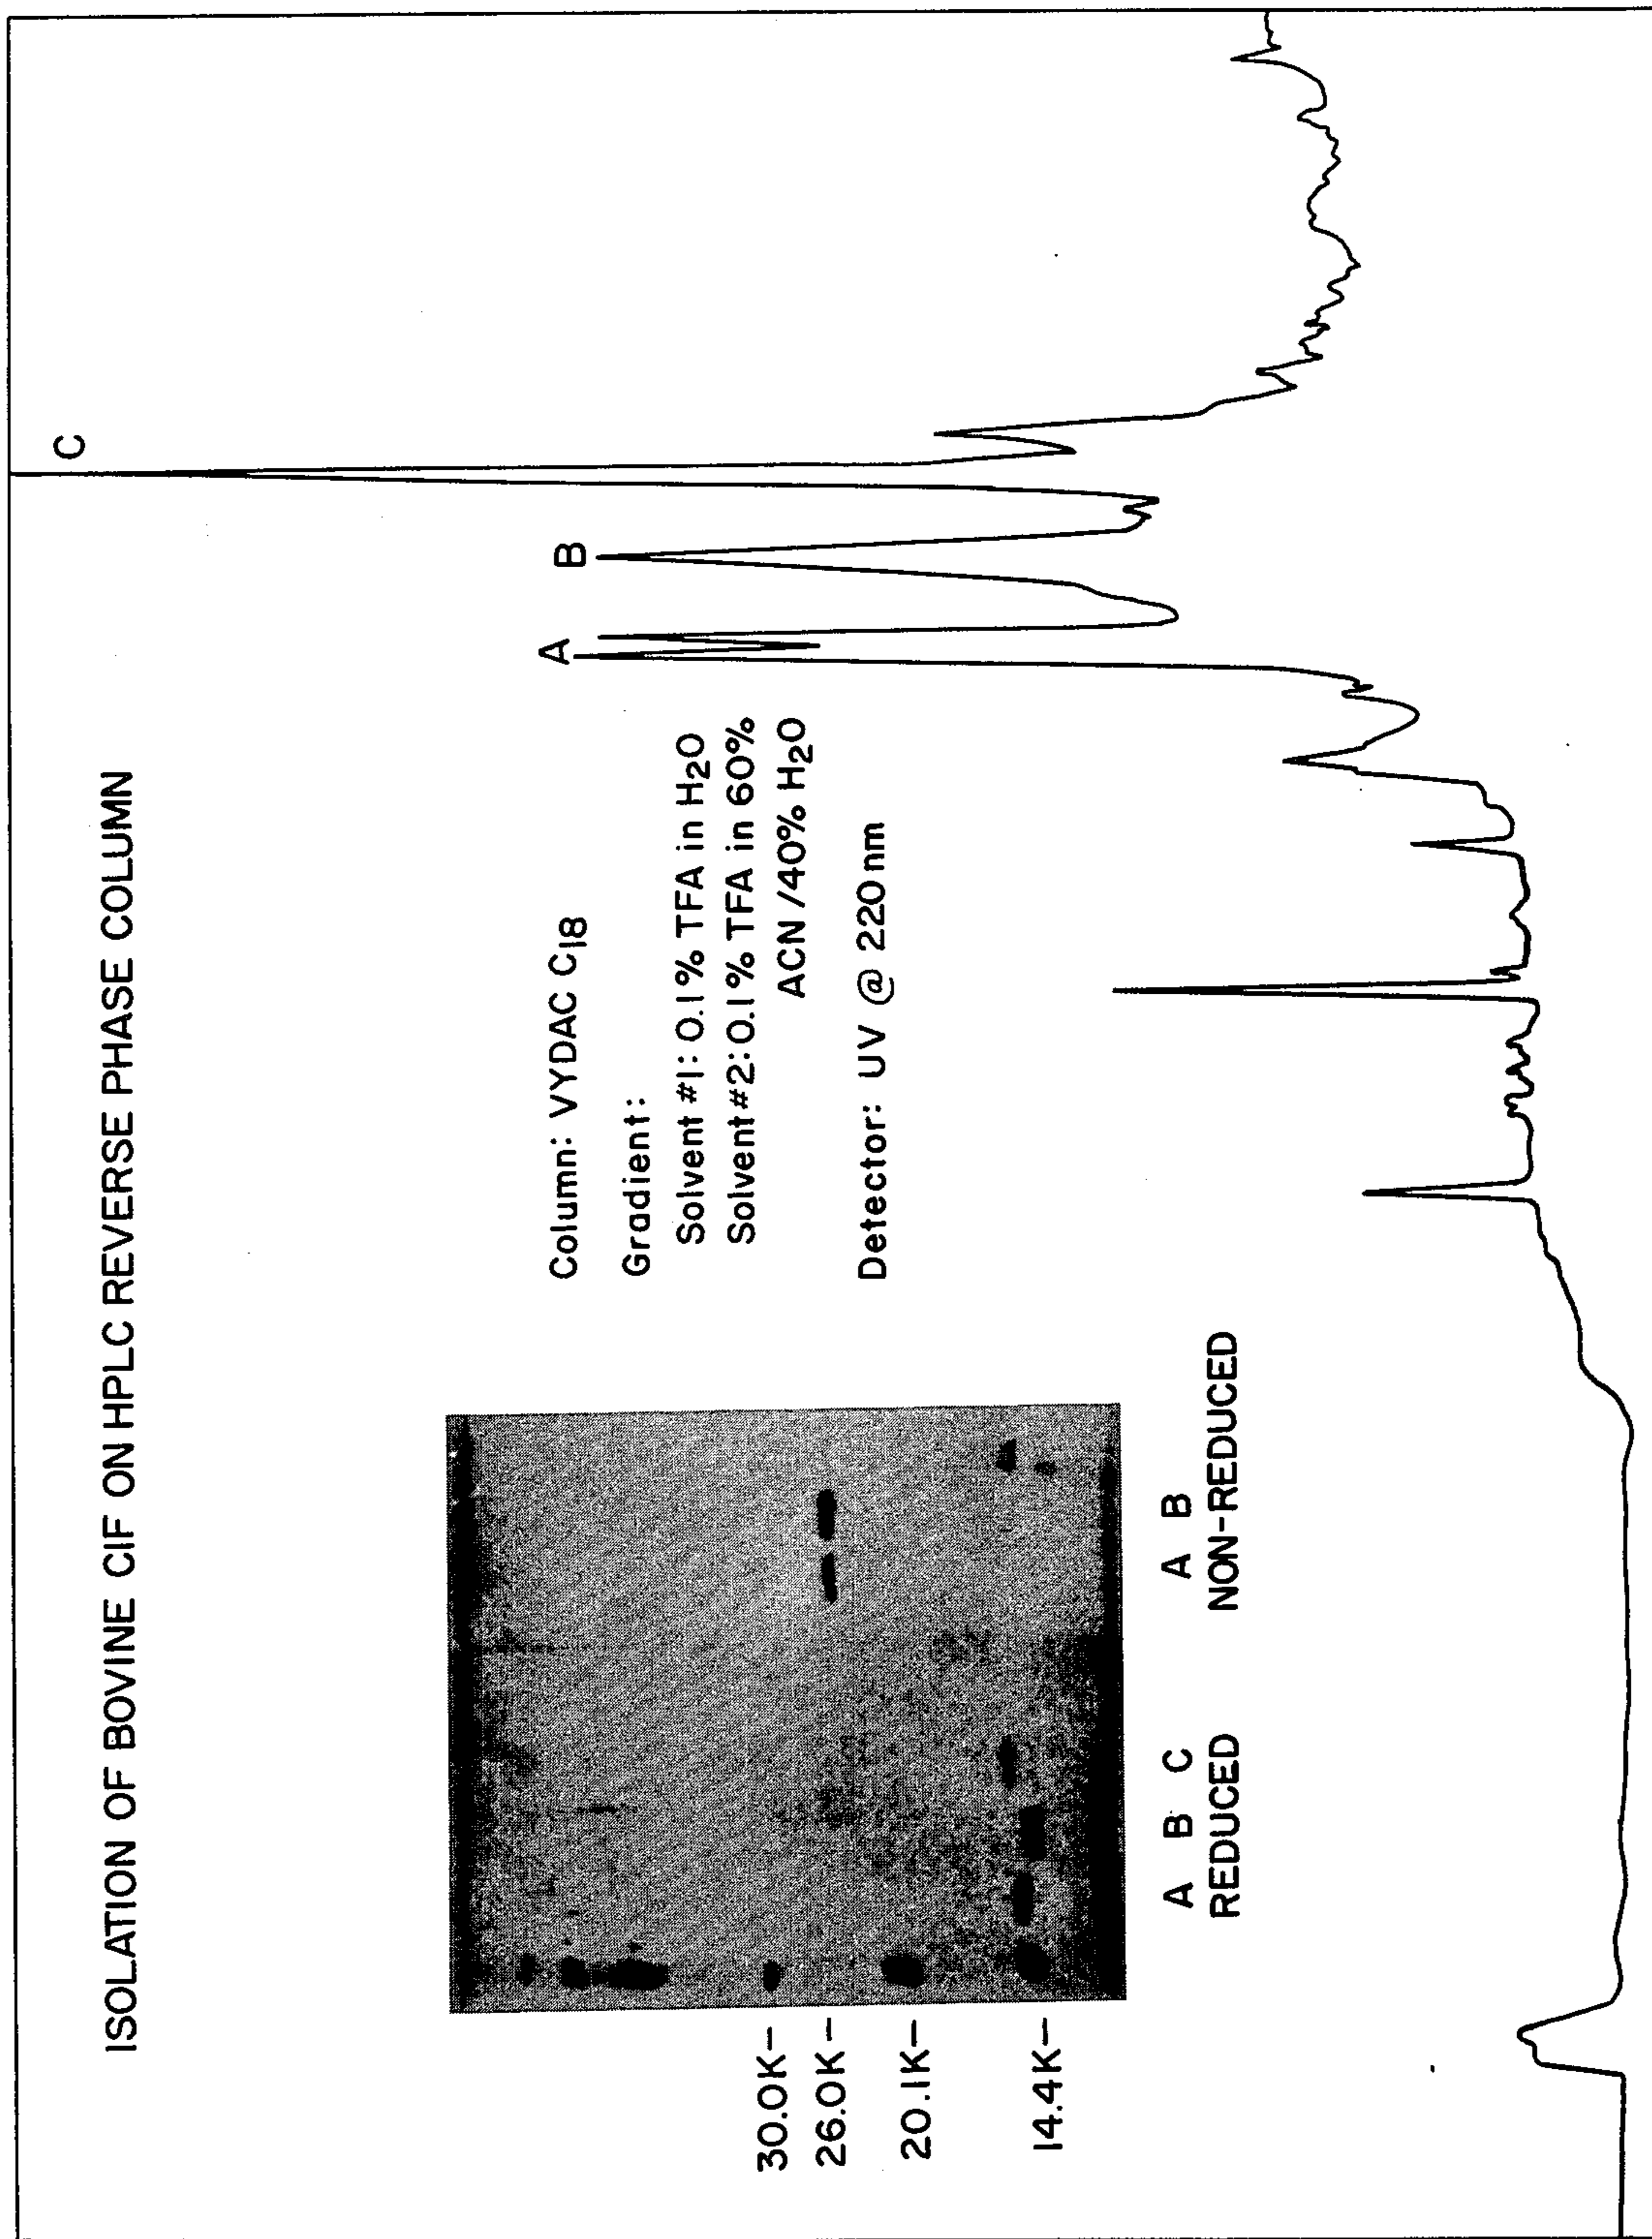 ISOLATION OF BOVINE CIF ON HPLC REVERSE PHASE COLUMN
C
B
A
Column: VYDAC C18
Gradient:
Solvent #1: 0.1% TFA in H2O
Solvent #2: 0.1% TFA in 60%
ACN /40% H2O
Detector: UV @ 220nm
30.0K-
26.0K-
20.1K-
14.4K-
A B C
REDUCED
A B
NON-REDUCED